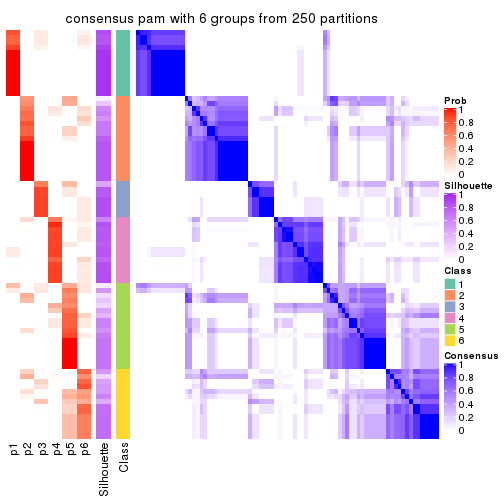 consensus pam with 6 groups from 250 partitions
Prob
1
0.8
0.6
0.4
0.2
0
Silhouette
1
0.8
0.6
0.4
0.2
0
Class
1
2
3
4
5
6
Consensus
1
0.8
0.6
0.4
0.2
0
p1
p2
p3
p4
p5
p6
Silhouette
Class